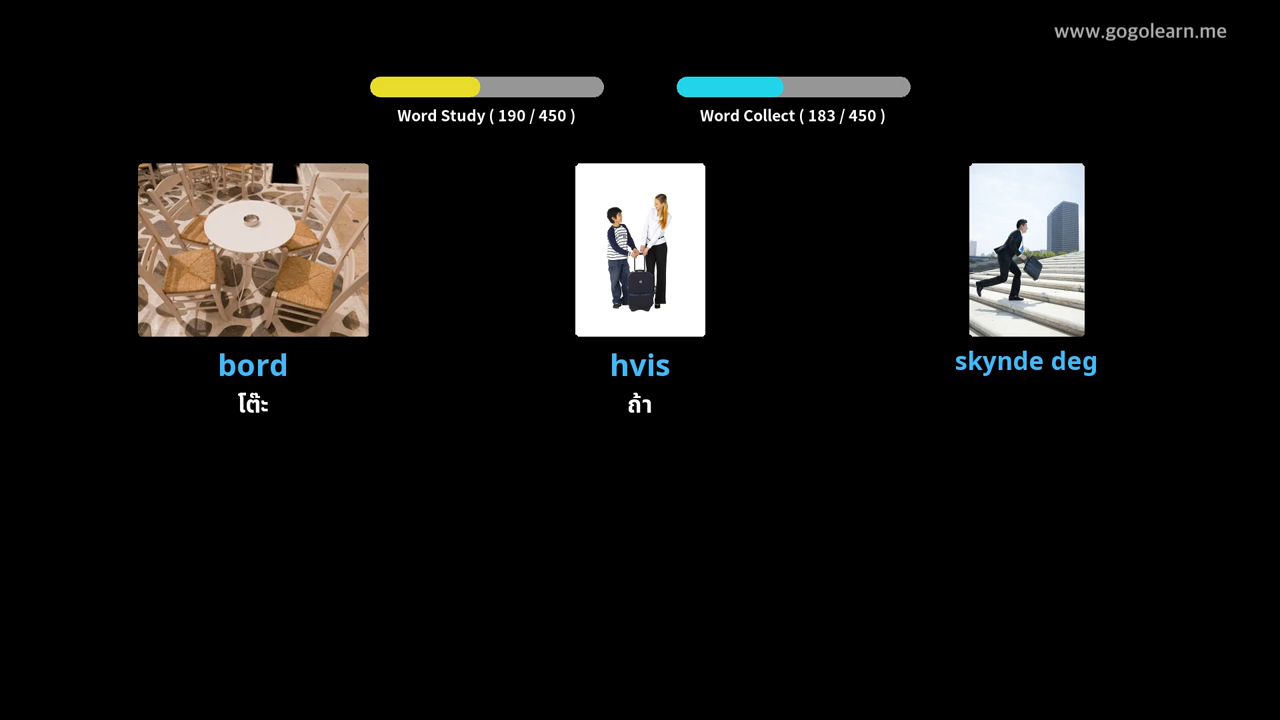 www.gogolearn.me
Word Study ( 190 / 450 )
Word Collect ( 183 / 450 )
bord
hvis
skynde deg
โต๊ะ
ถ้า